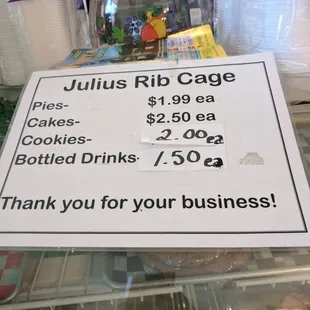 Julius Rib Cage
Pies- $1.99 ea
Cakes- $2.50 ea
Cookies- 2.00 ea
Bottled Drinks- 1.50 ea
Thank you for your business!